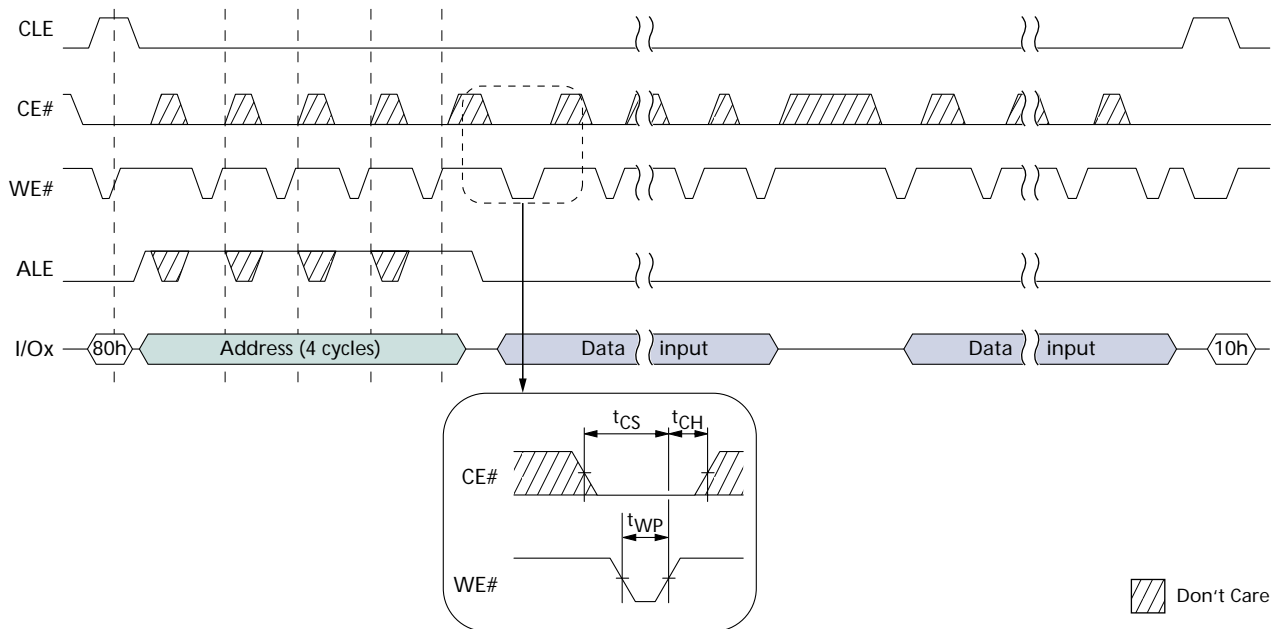 CLE
CE#
WE#
ALE
I/Ox
80h
Address (4 cycles)
Data input
Data input
10h
tCS
tCH
CE#
tWP
WE#
Don't Care